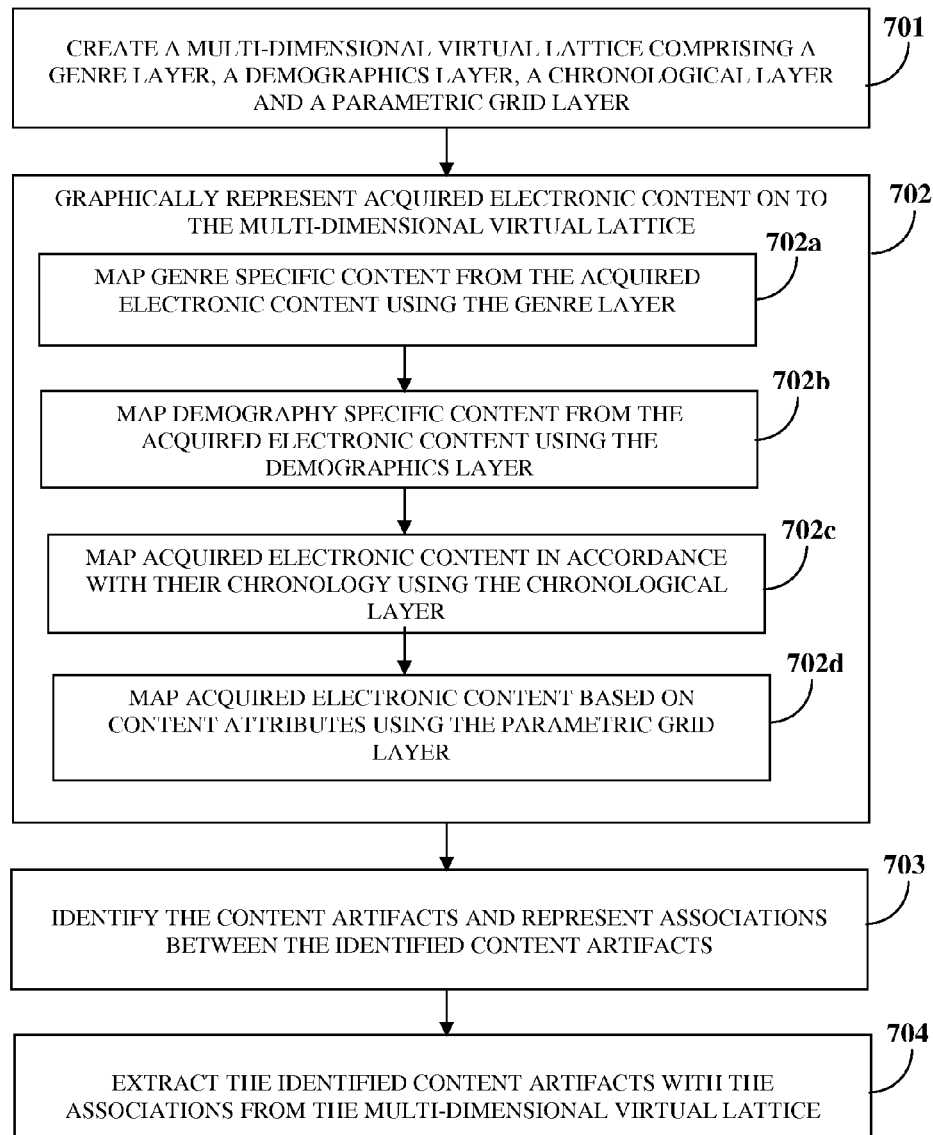 701
CREATE A MULTI-DIMENSIONAL VIRTUAL LATTICE COMPRISING A
GENRE LAYER, A DEMOGRAPHICS LAYER, A CHRONOLOGICAL LAYER
AND A PARAMETRIC GRID LAYER
702
GRAPHICALLY REPRESENT ACQUIRED ELECTRONIC CONTENT ON TO
THE MULTI-DIMENSIONAL VIRTUAL LATTICE
702a
MAP GENRE SPECIFIC CONTENT FROM THE ACQUIRED
ELECTRONIC CONTENT USING THE GENRE LAYER
702b
MAP DEMOGRAPHY SPECIFIC CONTENT FROM THE
ACQUIRED ELECTRONIC CONTENT USING THE
DEMOGRAPHICS LAYER
702c
MAP ACQUIRED ELECTRONIC CONTENT IN ACCORDANCE
WITH THEIR CHRONOLOGY USING THE CHRONOLOGICAL
LAYER
702d
MAP ACQUIRED ELECTRONIC CONTENT BASED ON
CONTENT ATTRIBUTES USING THE PARAMETRIC GRID
LAYER
703
IDENTIFY THE CONTENT ARTIFACTS AND REPRESENT ASSOCIATIONS
BETWEEN THE IDENTIFIED CONTENT ARTIFACTS
704
EXTRACT THE IDENTIFIED CONTENT ARTIFACTS WITH THE
ASSOCIATIONS FROM THE MULTI-DIMENSIONAL VIRTUAL LATTICE